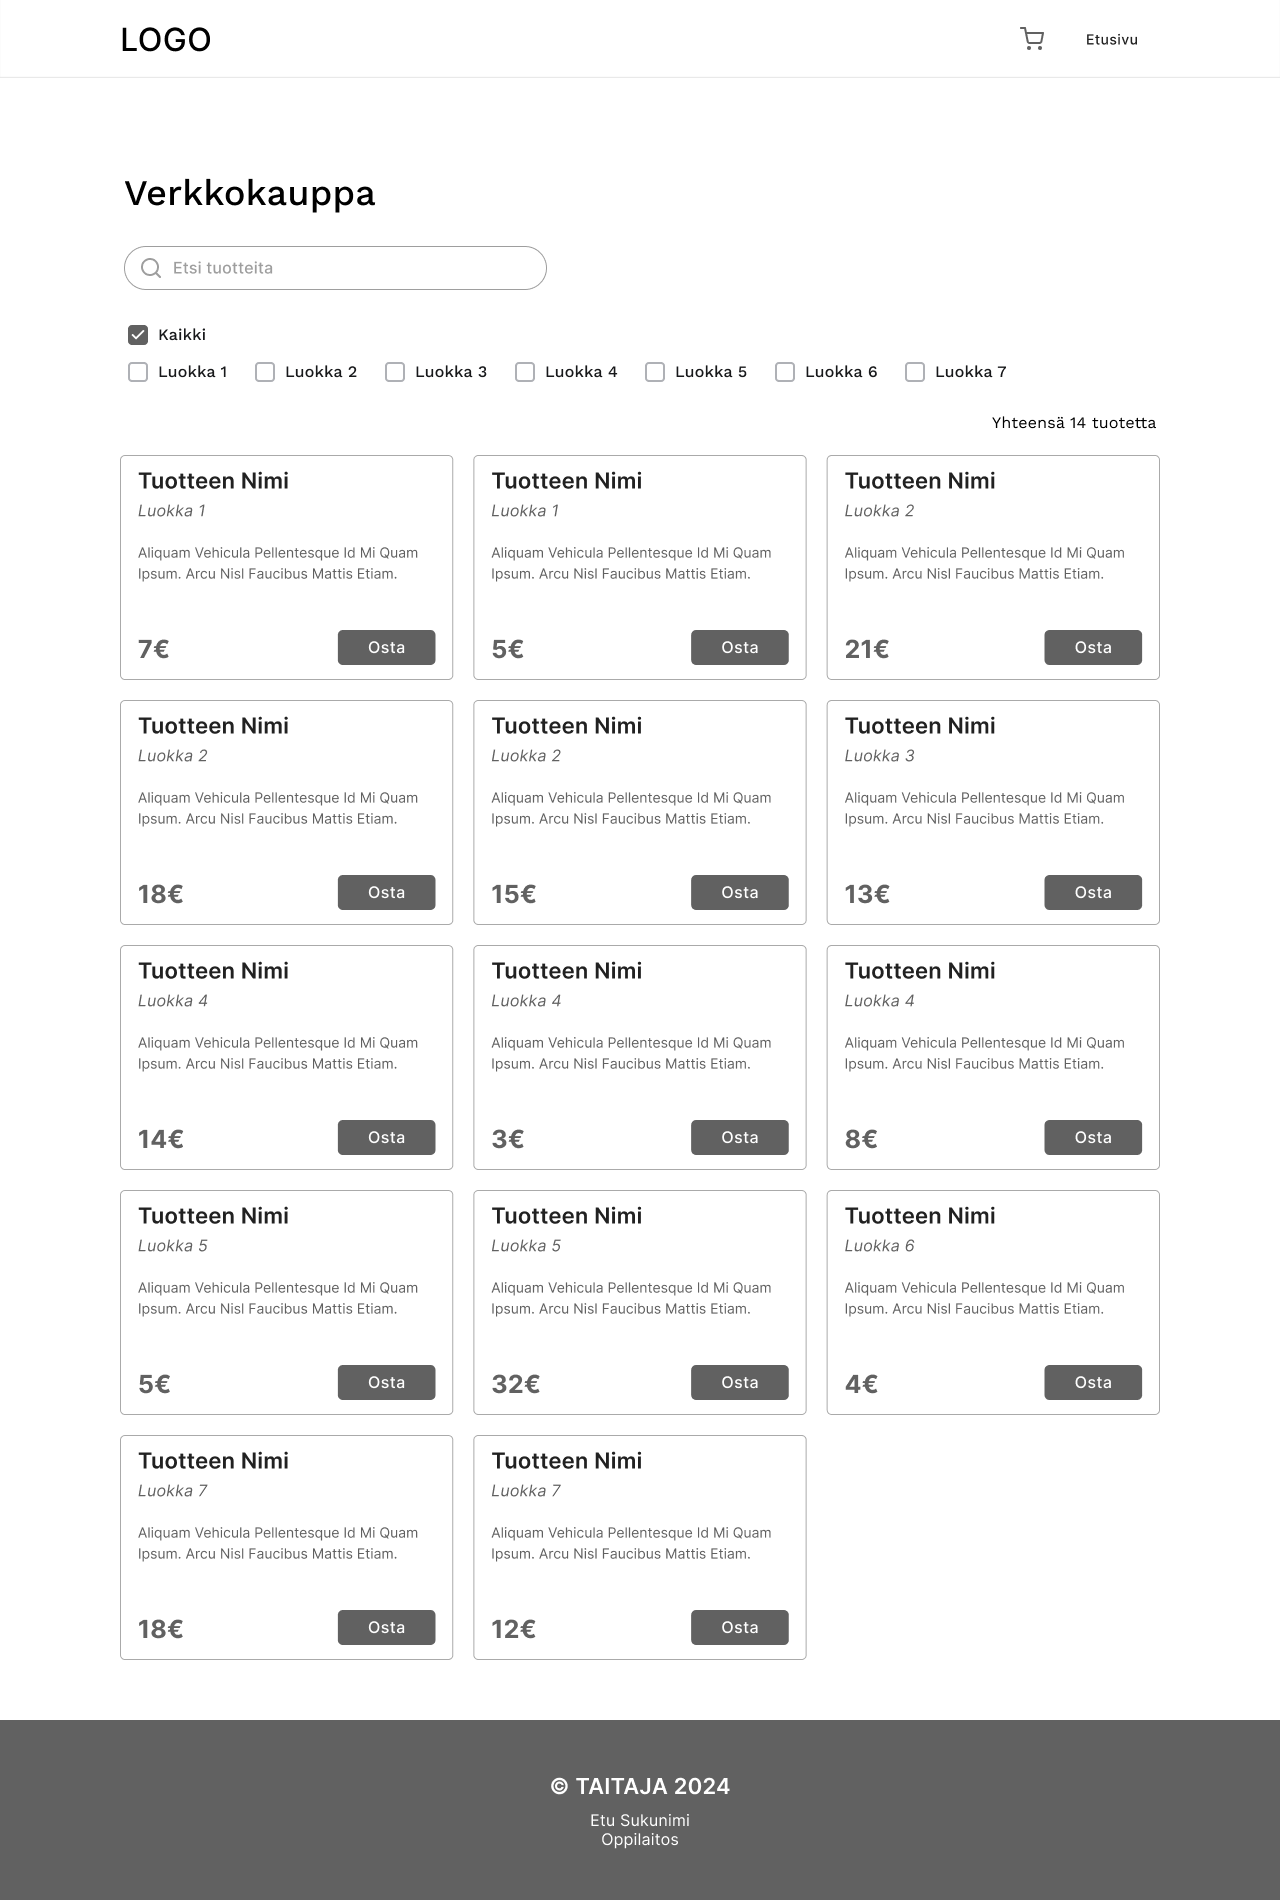 LOGO
Etusivu
Verkkokauppa
Etsi tuotteita
Kaikki
Luokka 1 Luokka 2 Luokka 3 Luokka 4 Luokka 5 Luokka 6 Luokka 7
Yhteensä 14 tuotetta
Tuotteen Nimi
Luokka 1
Aliquam Vehicula Pellentesque Id Mi Quam
Ipsum. Arcu Nisl Faucibus Mattis Etiam.
7€ Osta
Tuotteen Nimi
Luokka 1
Aliquam Vehicula Pellentesque Id Mi Quam
Ipsum. Arcu Nisl Faucibus Mattis Etiam.
5€ Osta
Tuotteen Nimi
Luokka 2
Aliquam Vehicula Pellentesque Id Mi Quam
Ipsum. Arcu Nisl Faucibus Mattis Etiam.
21€ Osta
Tuotteen Nimi
Luokka 2
Aliquam Vehicula Pellentesque Id Mi Quam
Ipsum. Arcu Nisl Faucibus Mattis Etiam.
18€ Osta
Tuotteen Nimi
Luokka 2
Aliquam Vehicula Pellentesque Id Mi Quam
Ipsum. Arcu Nisl Faucibus Mattis Etiam.
15€ Osta
Tuotteen Nimi
Luokka 3
Aliquam Vehicula Pellentesque Id Mi Quam
Ipsum. Arcu Nisl Faucibus Mattis Etiam.
13€ Osta
Tuotteen Nimi
Luokka 4
Aliquam Vehicula Pellentesque Id Mi Quam
Ipsum. Arcu Nisl Faucibus Mattis Etiam.
14€ Osta
Tuotteen Nimi
Luokka 4
Aliquam Vehicula Pellentesque Id Mi Quam
Ipsum. Arcu Nisl Faucibus Mattis Etiam.
3€ Osta
Tuotteen Nimi
Luokka 4
Aliquam Vehicula Pellentesque Id Mi Quam
Ipsum. Arcu Nisl Faucibus Mattis Etiam.
8€ Osta
Tuotteen Nimi
Luokka 5
Aliquam Vehicula Pellentesque Id Mi Quam
Ipsum. Arcu Nisl Faucibus Mattis Etiam.
5€ Osta
Tuotteen Nimi
Luokka 5
Aliquam Vehicula Pellentesque Id Mi Quam
Ipsum. Arcu Nisl Faucibus Mattis Etiam.
32€ Osta
Tuotteen Nimi
Luokka 6
Aliquam Vehicula Pellentesque Id Mi Quam
Ipsum. Arcu Nisl Faucibus Mattis Etiam.
4€ Osta
Tuotteen Nimi
Luokka 7
Aliquam Vehicula Pellentesque Id Mi Quam
Ipsum. Arcu Nisl Faucibus Mattis Etiam.
18€ Osta
Tuotteen Nimi
Luokka 7
Aliquam Vehicula Pellentesque Id Mi Quam
Ipsum. Arcu Nisl Faucibus Mattis Etiam.
12€ Osta
© TAITAJA 2024
Etu Sukunimi
Oppilaitos